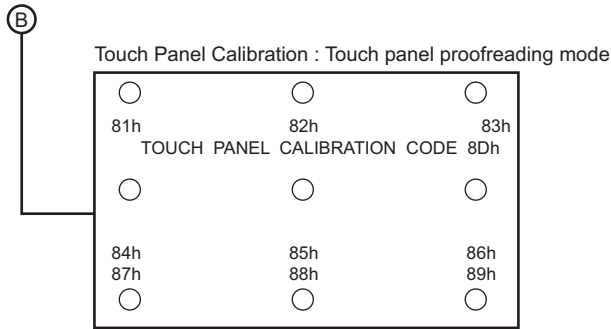 B
Touch Panel Calibration : Touch panel proofreading mode
81h 82h 83h
TOUCH PANEL CALIBRATION CODE 8Dh
84h 85h 86h
87h 88h 89h